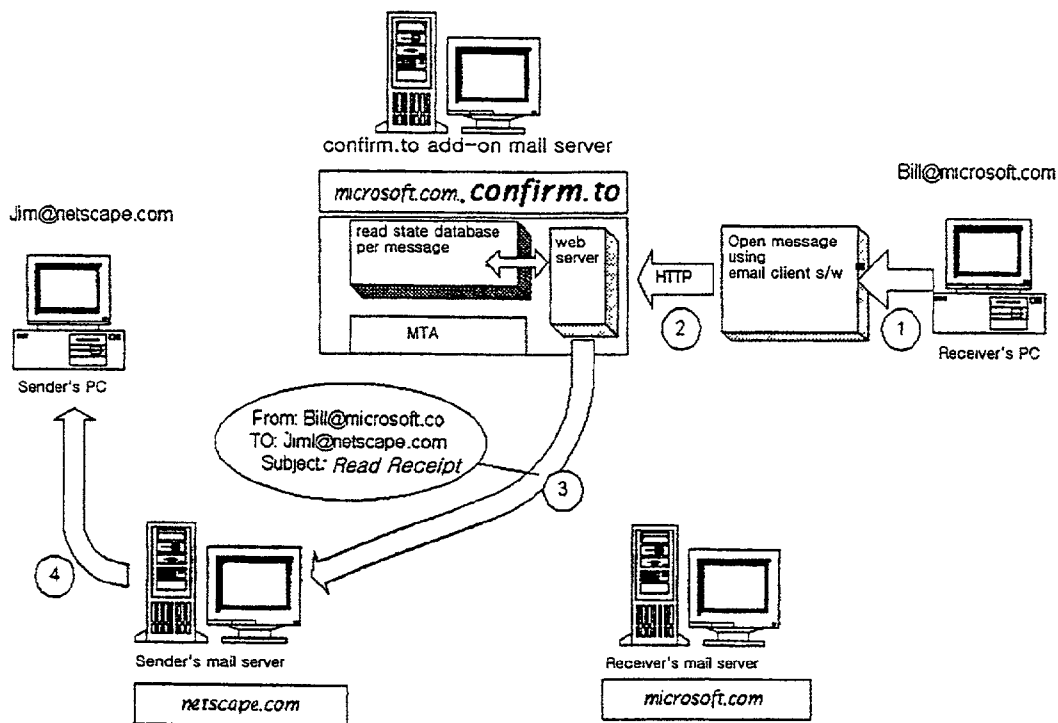 confirm.to add-on mail server
microsoft.com. confirm.to
Bill@microsoft.com
Jim@netscape.com
read state database
per message
web
server
Open message
using
email client s/w
HTTP
1
2
MTA
Sender's PC
Receiver's PC
From: Bill@microsoft.co
TO: Jiml@netscape.com
Subject: Read Receipt
3
4
Sender's mail server
Receiver's mail server
netscape.com
microsoft.com